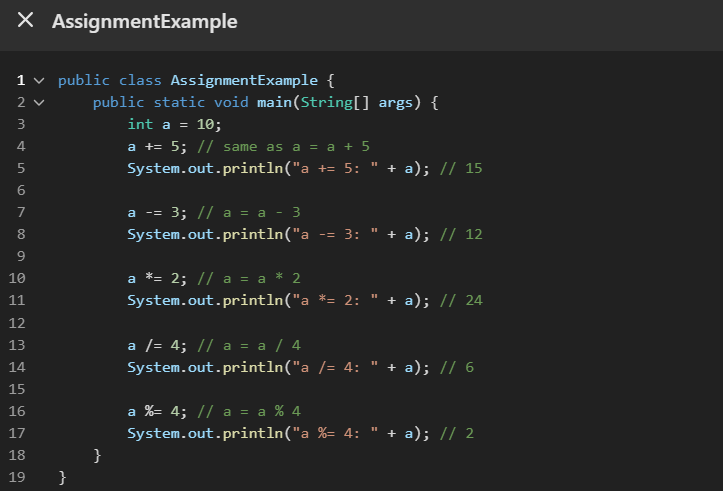 AssignmentExample
1 public class AssignmentExample {
2     public static void main(String[] args) {
3         int a = 10;
4         a += 5; // same as a = a + 5
5         System.out.println("a += 5: " + a); // 15
6
7         a -= 3; // a = a - 3
8         System.out.println("a -= 3: " + a); // 12
9
10         a *= 2; // a = a * 2
11         System.out.println("a *= 2: " + a); // 24
12
13         a /= 4; // a = a / 4
14         System.out.println("a /= 4: " + a); // 6
15
16         a %= 4; // a = a % 4
17         System.out.println("a %= 4: " + a); // 2
18     }
19 }